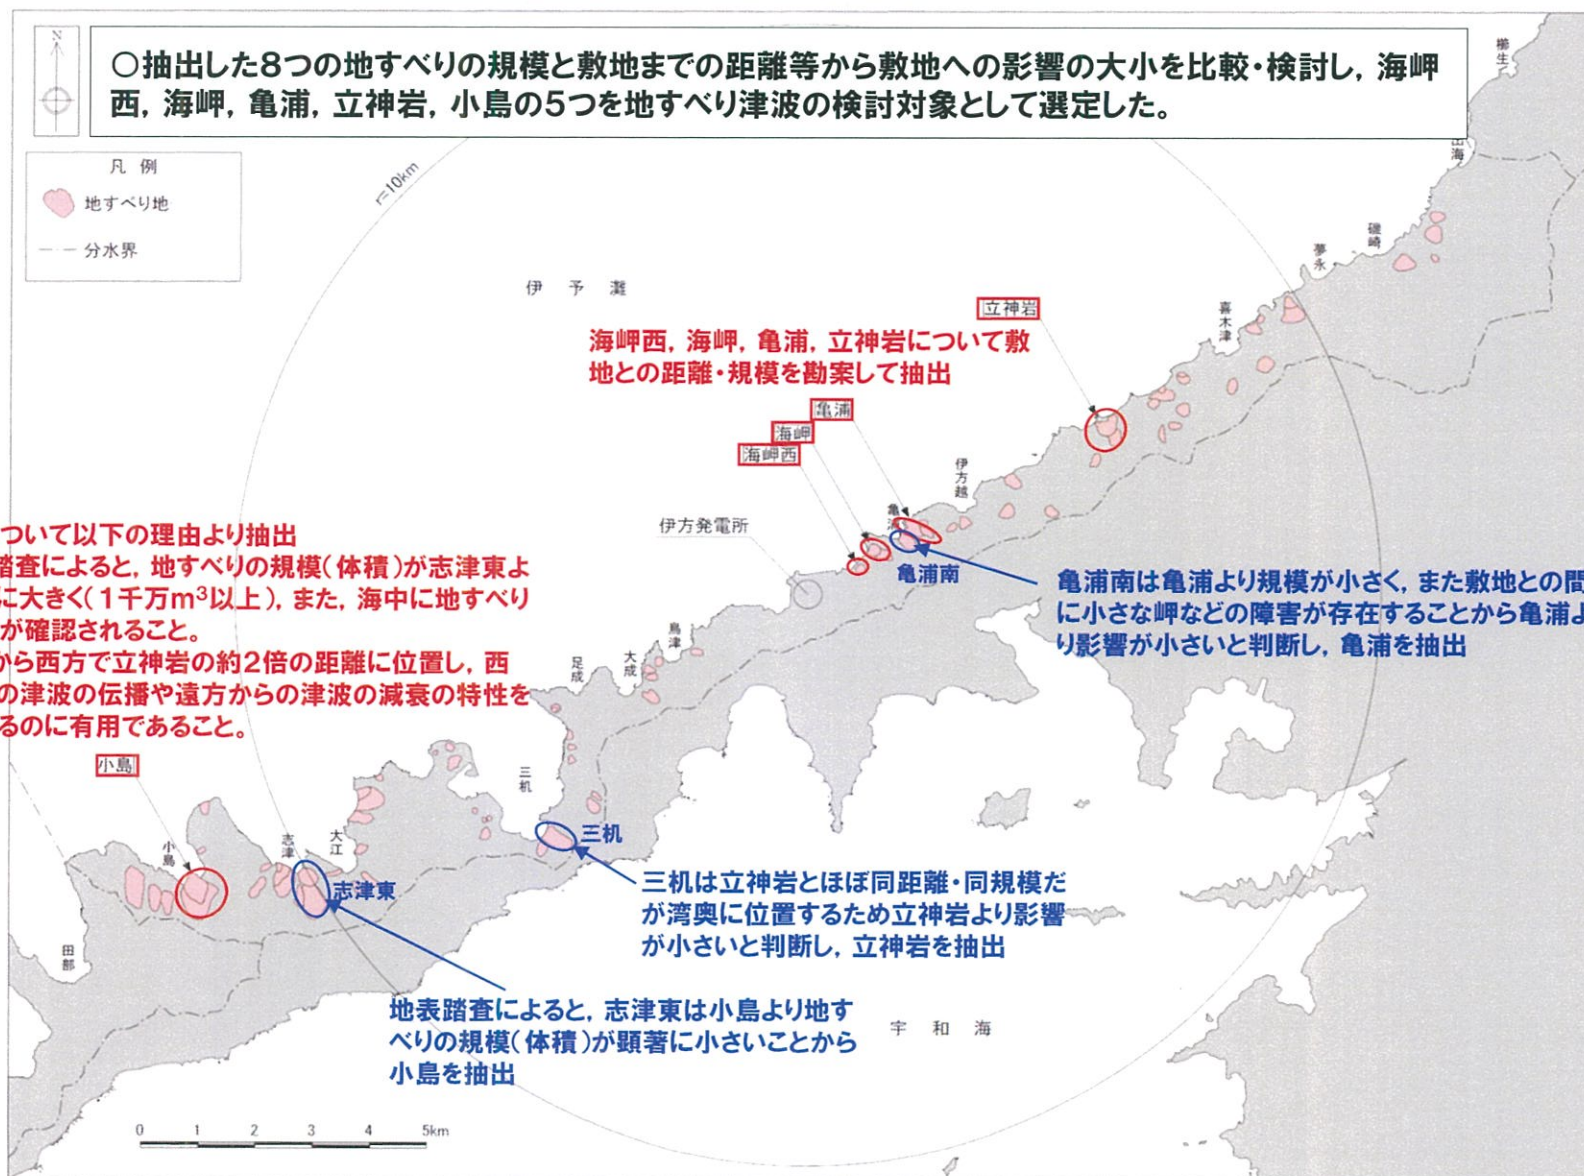 N
○抽出した8つの地すべりの規模と敷地までの距離等から敷地への影響の大小を比較・検討し，海岬
西，海岬，亀浦，立神岩，小島の5つを地すべり津波の検討対象として選定した。
凡 例
地すべり地
分水界
r=10km
櫛生
出海
磯崎
夢永
喜木津
伊 予 灘
立神岩
海岬西，海岬，亀浦，立神岩について敷
地との距離・規模を勘案して抽出
亀浦
海岬
海岬西
伊方越
亀浦
伊方発電所
亀浦南
亀浦南は亀浦より規模が小さく，また敷地との間
に小さな岬などの障害が存在することから亀浦よ
り影響が小さいと判断し，亀浦を抽出
ついて以下の理由より抽出
踏査によると，地すべりの規模(体積)が志津東よ
に大きく(1千万m³以上)，また，海中に地すべり
が確認されること。
から西方で立神岩の約2倍の距離に位置し，西
の津波の伝播や遠方からの津波の減衰の特性を
るのに有用であること。
鳥津
大成
足成
三机
小島
小島
志津
大江
田部
三机
志津東
三机は立神岩とほぼ同距離・同規模だ
が湾奥に位置するため立神岩より影響
が小さいと判断し，立神岩を抽出
地表踏査によると，志津東は小島より地す
べりの規模(体積)が顕著に小さいことから
小島を抽出
宇 和 海
0 1 2 3 4 5km